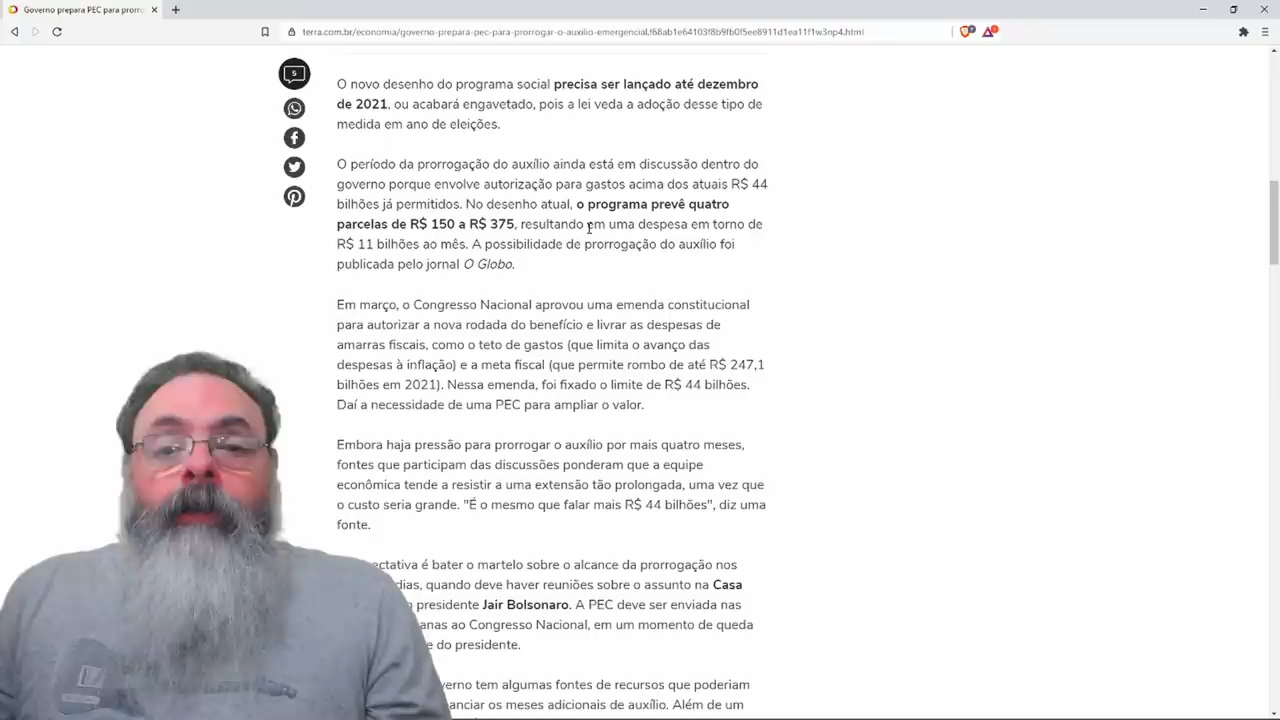 Governo prepara PEC para prorro
terra.com.br/economia/governo-prepara-pec-para-prorrogar-o-auxilio-emergencial,f68ab1e64103f8b9fb0f5ee8911d1ea11f1w3np4.html
5
O novo desenho do programa social precisa ser lançado até dezembro
de 2021, ou acabará engavetado, pois a lei veda a adoção desse tipo de
medida em ano de eleições.
O período da prorrogação do auxílio ainda está em discussão dentro do
governo porque envolve autorização para gastos acima dos atuais R$ 44
bilhões já permitidos. No desenho atual, o programa prevê quatro
parcelas de R$ 150 a R$ 375, resultando em uma despesa em torno de
R$ 11 bilhões ao mês. A possibilidade de prorrogação do auxílio foi
publicada pelo jornal O Globo.
Em março, o Congresso Nacional aprovou uma emenda constitucional
para autorizar a nova rodada do benefício e livrar as despesas de
amarras fiscais, como o teto de gastos (que limita o avanço das
despesas à inflação) e a meta fiscal (que permite rombo de até R$ 247,1
bilhões em 2021). Nessa emenda, foi fixado o limite de R$ 44 bilhões.
Daí a necessidade de uma PEC para ampliar o valor.
Embora haja pressão para prorrogar o auxílio por mais quatro meses,
fontes que participam das discussões ponderam que a equipe
econômica tende a resistir a uma extensão tão prolongada, uma vez que
o custo seria grande. "É o mesmo que falar mais R$ 44 bilhões", diz uma
fonte.
ectativa é bater o martelo sobre o alcance da prorrogação nos
dias, quando deve haver reuniões sobre o assunto na Casa
o presidente Jair Bolsonaro. A PEC deve ser enviada nas
anas ao Congresso Nacional, em um momento de queda
e do presidente.
verno tem algumas fontes de recursos que poderiam
anciar os meses adicionais de auxílio. Além de um